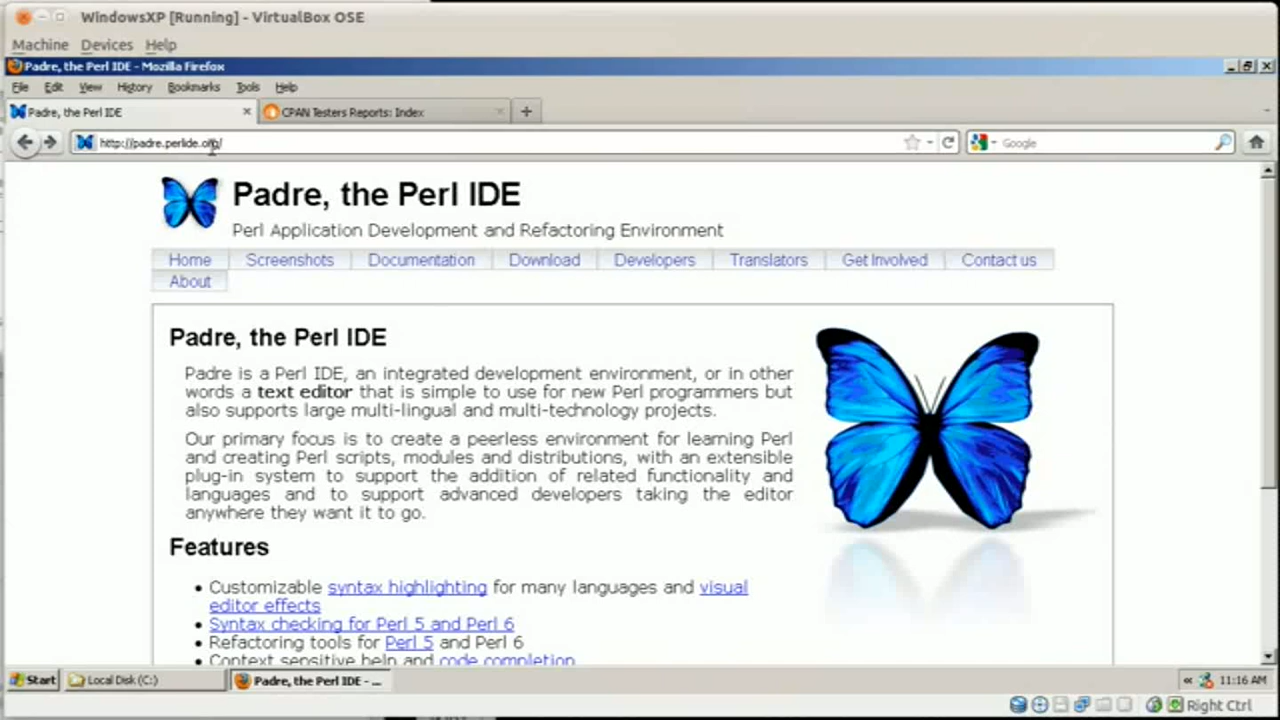 WindowsXP [Running] - VirtualBox OSE
Machine Devices Help
Padre, the Perl IDE - Mozilla Firefox
File Edit View History Bookmarks Tools Help
Padre, the Perl IDE CPAN Testers Reports: Index
http://padre.perlide.org/ Google
Padre, the Perl IDE
Perl Application Development and Refactoring Environment
Home Screenshots Documentation Download Developers Translators Get Involved Contact us
About
Padre, the Perl IDE
Padre is a Perl IDE, an integrated development environment, or in other
words a text editor that is simple to use for new Perl programmers but
also supports large multi-lingual and multi-technology projects.
Our primary focus is to create a peerless environment for learning Perl
and creating Perl scripts, modules and distributions, with an extensible
plug-in system to support the addition of related functionality and
languages and to support advanced developers taking the editor
anywhere they want it to go.
Features
• Customizable syntax highlighting for many languages and visual
editor effects
• Syntax checking for Perl 5 and Perl 6
• Refactoring tools for Perl 5 and Perl 6
• Context sensitive help and code completion
Start Local Disk (C:) Padre, the Perl IDE - ... « 11:16 AM
Right Ctrl